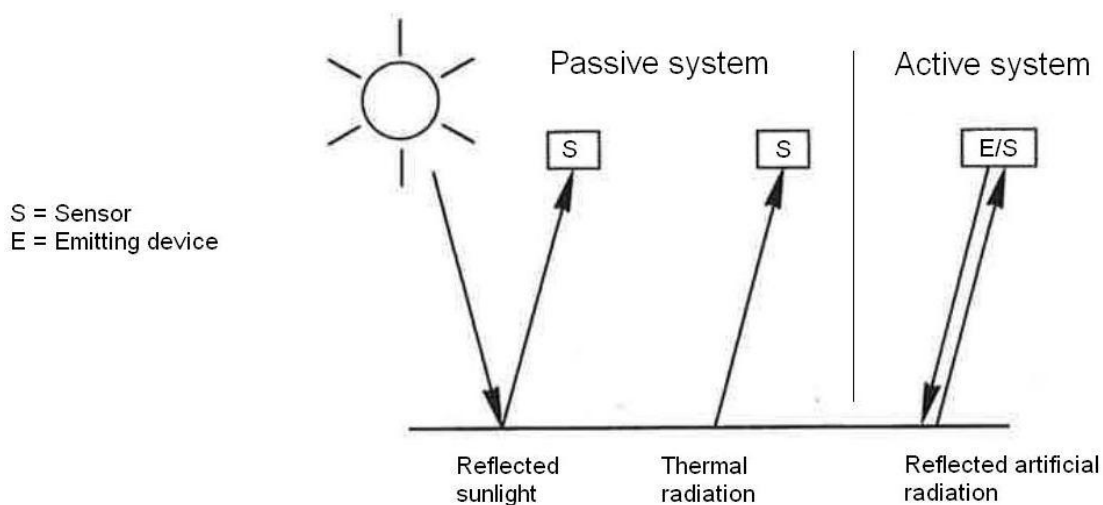 Passive system
Active system
S
S
E/S
S = Sensor
E = Emitting device
Reflected
sunlight
Thermal
radiation
Reflected artificial
radiation